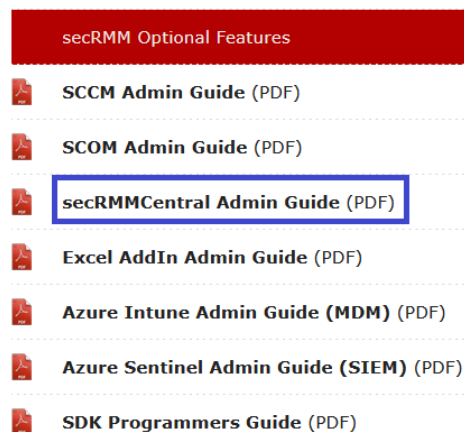 secRMM Optional Features
SCCM Admin Guide (PDF)
SCOM Admin Guide (PDF)
secRMMCentral Admin Guide (PDF)
Excel AddIn Admin Guide (PDF)
Azure Intune Admin Guide (MDM) (PDF)
Azure Sentinel Admin Guide (SIEM) (PDF)
SDK Programmers Guide (PDF)